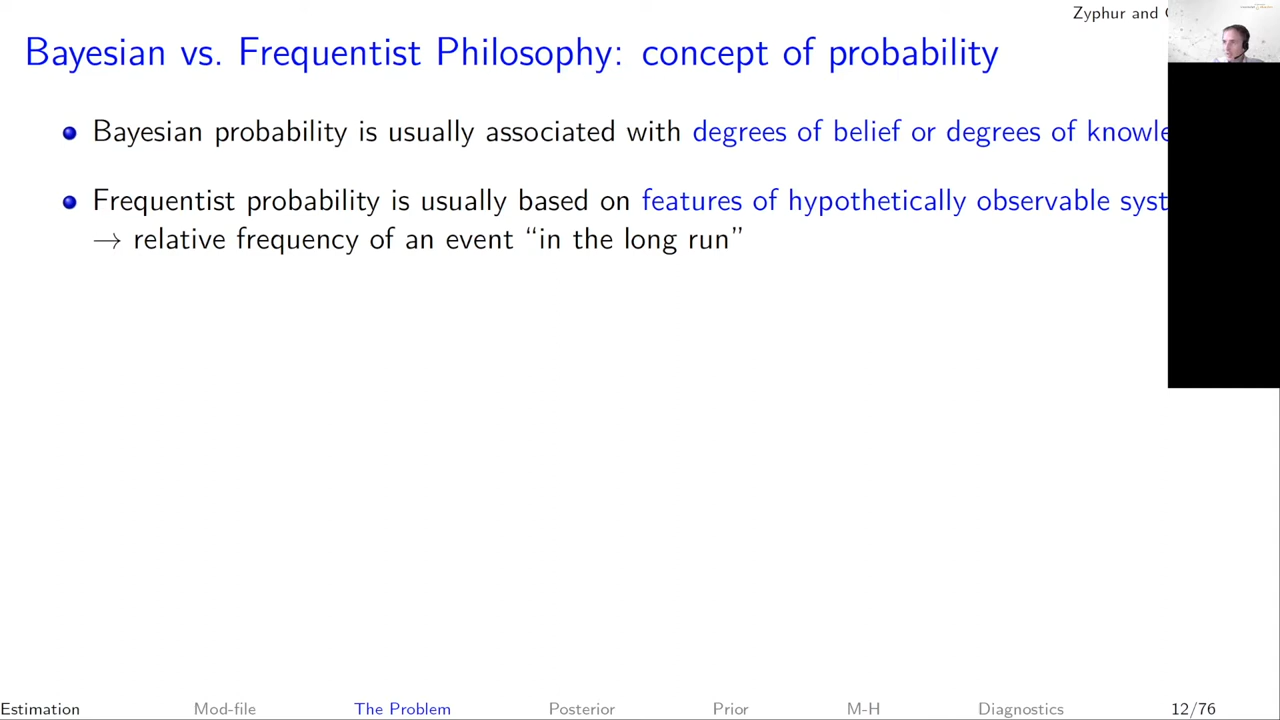 Zyphur and
Bayesian vs. Frequentist Philosophy: concept of probability
Bayesian probability is usually associated with degrees of belief or degrees of
Frequentist probability is usually based on features of hypothetically observable
→ relative frequency of an event “in the long run”
Estimation Mod-file The Problem Posterior Prior M-H Diagnostics 12/76